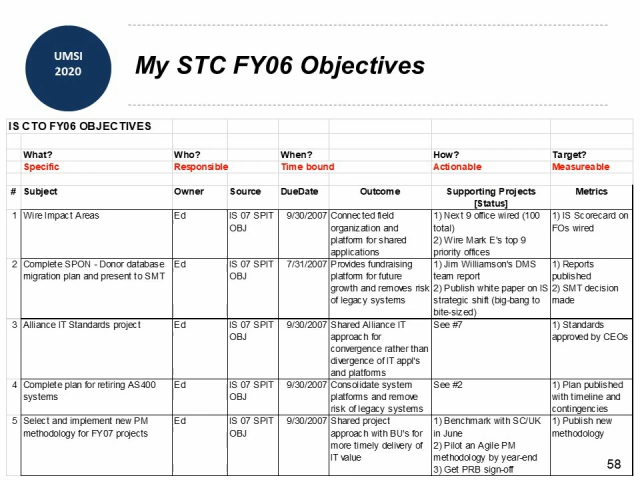 UMSI
2020
My STC FY06 Objectives
IS CTO FY06 OBJECTIVES
What? Who? When? How? Target?
Specific Responsible Time bound Actionable Measureable
# Subject Owner Source DueDate Outcome Supporting Projects [Status] Metrics
1 Wire Impact Areas Ed IS 07 SPIT OBJ 9/30/2007 Connected field organization and platform for shared applications 1) Next 9 office wired (100 total) 2) Wire Mark E's top 9 priority offices 1) IS Scorecard on FOs wired
2 Complete SPON - Donor database migration plan and present to SMT Ed IS 07 SPIT OBJ 7/31/2007 Provides fundraising platform for future growth and removes risk of legacy systems 1) Jim Williamson's DMS team report 2) Publish white paper on IS strategic shift (big-bang to bite-sized) 1) Reports published 2) SMT decision made
3 Alliance IT Standards project Ed IS 07 SPIT OBJ 9/30/2007 Shared Alliance IT approach for convergence rather than divergence of IT appl's and platforms See #7 1) Standards approved by CEOs
4 Complete plan for retiring AS400 systems Ed IS 07 SPIT OBJ 9/30/2007 Consolidate system platforms and remove risk of legacy systems See #2 1) Plan published with timeline and contingencies
5 Select and implement new PM methodology for FY07 projects Ed IS 07 SPIT OBJ 9/30/2007 Shared project approach with BU's for more timely delivery of IT value 1) Benchmark with SC/UK in June 2) Pilot an Agile PM methodology by year-end 3) Get PRB sign-off 1) Publish new methodology
58